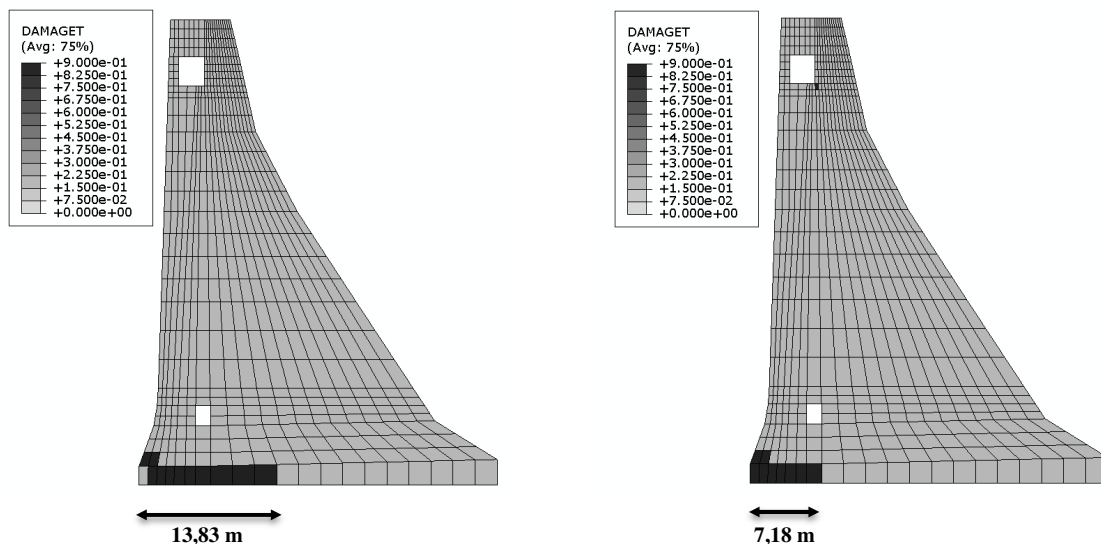 DAMAGET
(Avg: 75%)
+9.000e-01
+8.250e-01
+7.500e-01
+6.750e-01
+6.000e-01
+5.250e-01
+4.500e-01
+3.750e-01
+3.000e-01
+2.250e-01
+1.500e-01
+7.500e-02
+0.000e+00
13,83 m
DAMAGET
(Avg: 75%)
+9.000e-01
+8.250e-01
+7.500e-01
+6.750e-01
+6.000e-01
+5.250e-01
+4.500e-01
+3.750e-01
+3.000e-01
+2.250e-01
+1.500e-01
+7.500e-02
+0.000e+00
7,18 m